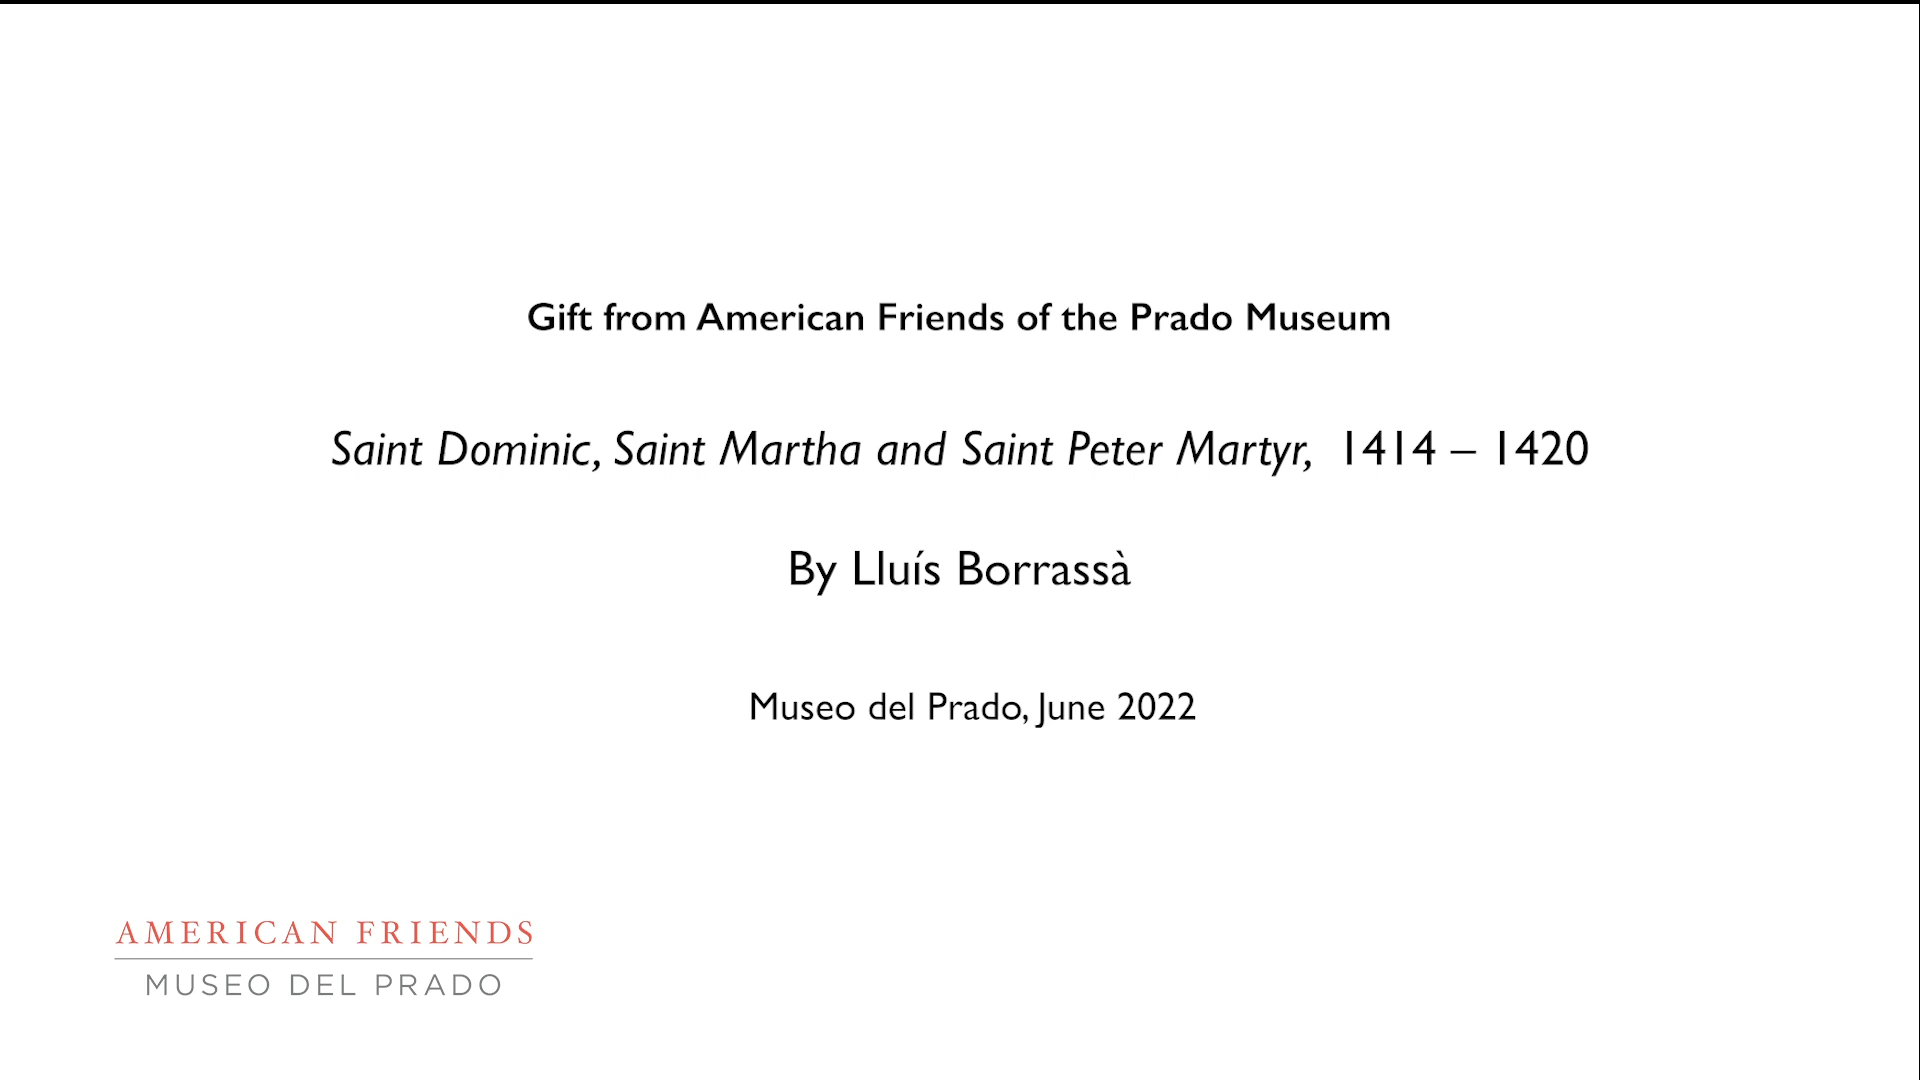 Gift from American Friends of the Prado Museum
Saint Dominic, Saint Martha and Saint Peter Martyr, 1414 – 1420
By Lluís Borrassà
Museo del Prado, June 2022
AMERICAN FRIENDS
MUSEO DEL PRADO